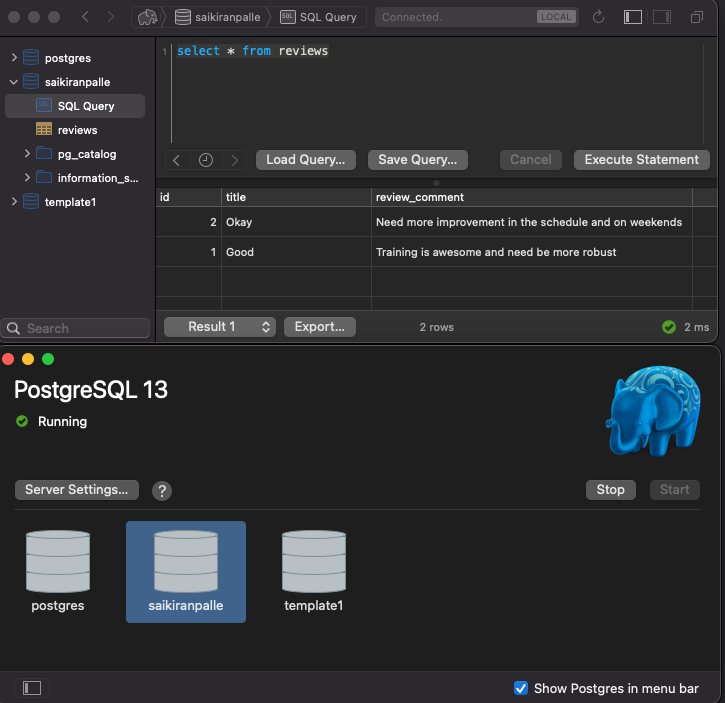 saikiranpalle SQL Query Connected. LOCAL
postgres
saikiranpalle
SQL Query
reviews
pg_catalog
information_s...
template1
Search
1 select * from reviews
Load Query... Save Query... Cancel Execute Statement
id title review_comment
2 Okay Need more improvement in the schedule and on weekends
1 Good Training is awesome and need be more robust
Result 1 Export... 2 rows 2 ms
PostgreSQL 13
Running
Server Settings... ? Stop Start
postgres saikiranpalle template1
Show Postgres in menu bar